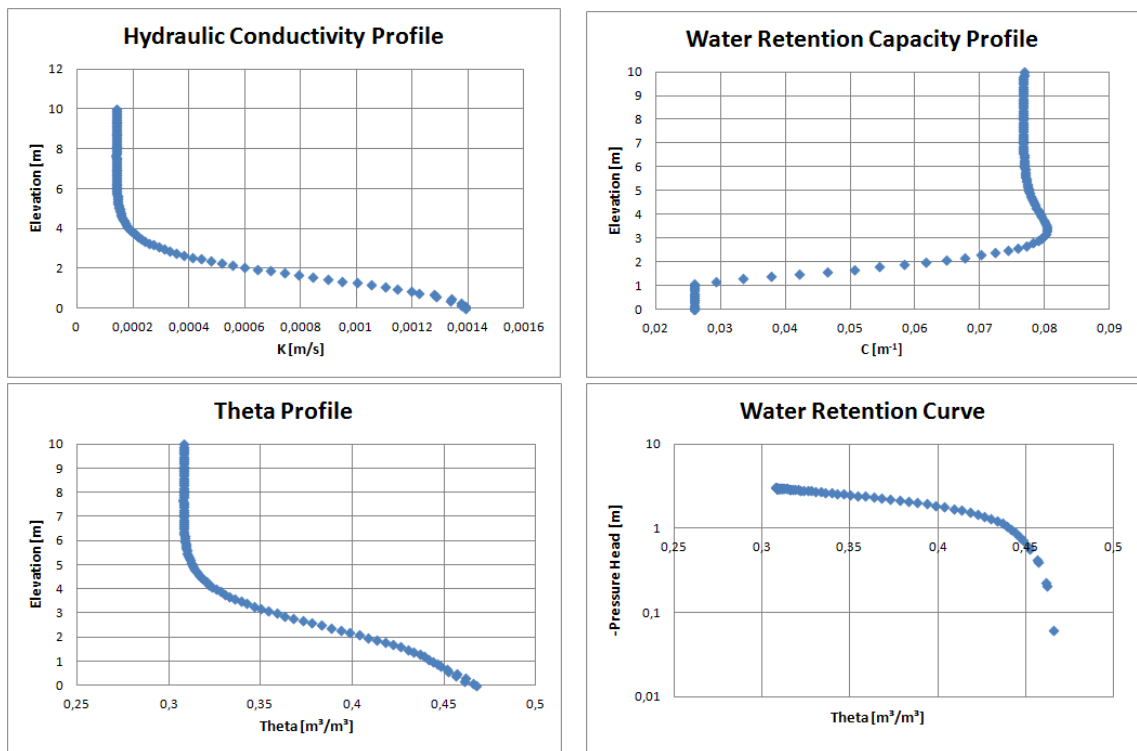 Hydraulic Conductivity Profile
12
10
8
6
4
2
0
Elevation [m]
0 0,0002 0,0004 0,0006 0,0008 0,001 0,0012 0,0014 0,0016
K [m/s]
Water Retention Capacity Profile
10
9
8
7
6
5
4
3
2
1
0
Elevation [m]
0,02 0,03 0,04 0,05 0,06 0,07 0,08 0,09
C [m⁻¹]
Theta Profile
10
9
8
7
6
5
4
3
2
1
0
Elevation [m]
0,25 0,3 0,35 0,4 0,45 0,5
Theta [m³/m³]
Water Retention Curve
10
1
0,1
0,01
-Pressure Head [m]
0,25 0,3 0,35 0,4 0,45 0,5
Theta [m³/m³]